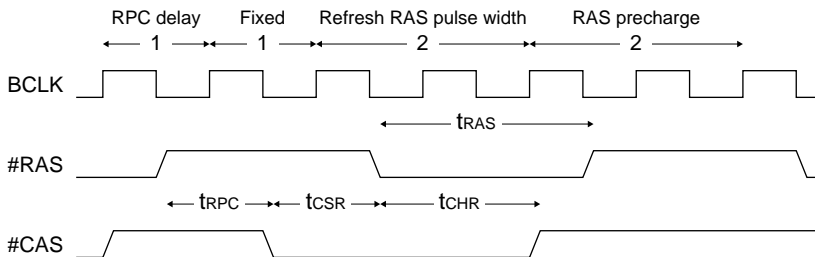 RPC delay Fixed Refresh RAS pulse width RAS precharge
1 1 2 2
BCLK
tRAS
#RAS
tRPC tCSR tCHR
#CAS